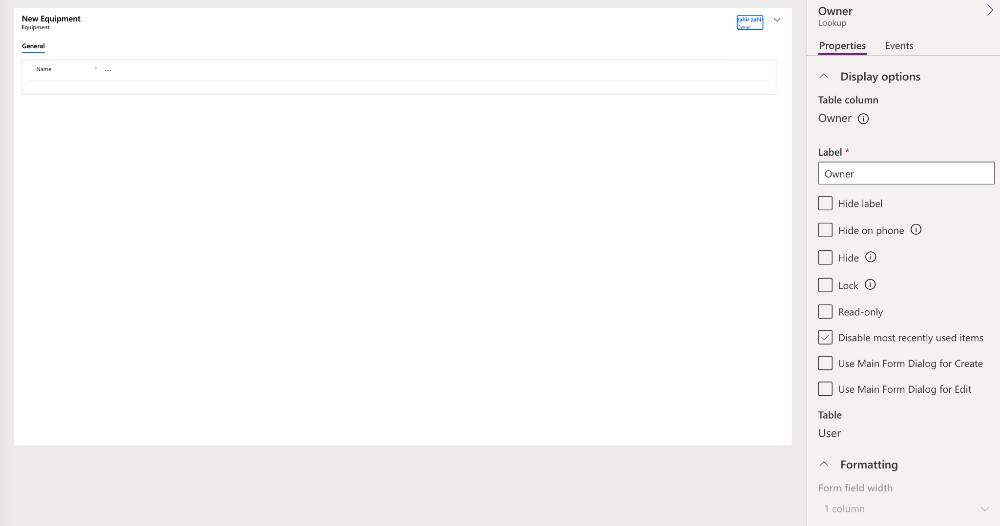 New Equipment
Equipment
zahir zahir
Owner
General
Name * ---
Owner
Lookup
Properties Events
Display options
Table column
Owner
Label *
Owner
Hide label
Hide on phone
Hide
Lock
Read-only
Disable most recently used items
Use Main Form Dialog for Create
Use Main Form Dialog for Edit
Table
User
Formatting
Form field width
1 column